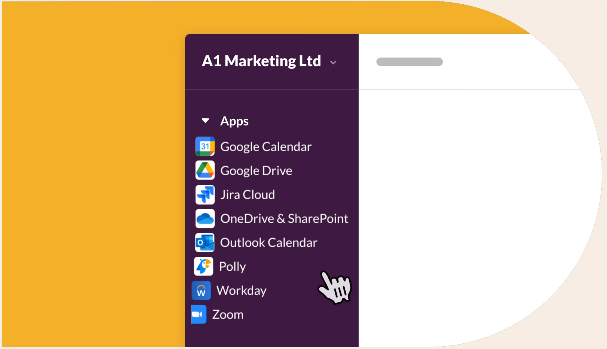 A1 Marketing Ltd
Apps
31
Google Calendar
Google Drive
Jira Cloud
OneDrive & SharePoint
Outlook Calendar
Polly
Workday
Zoom